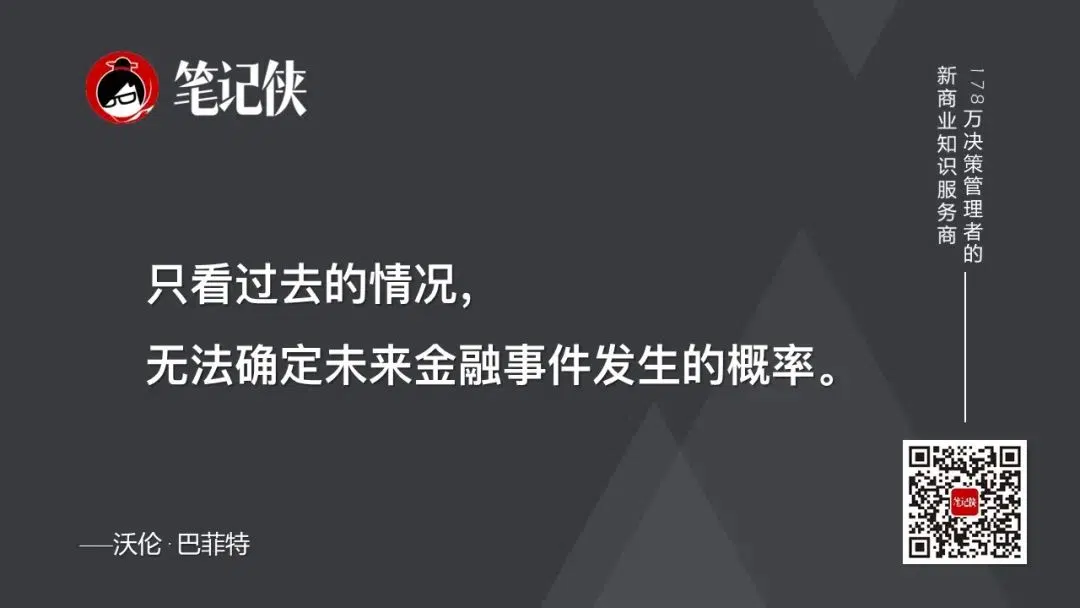 笔记侠
178万决策管理者的
新商业知识服务商
只看过去的情况,
无法确定未来金融事件发生的概率。
——沃伦·巴菲特
笔记侠